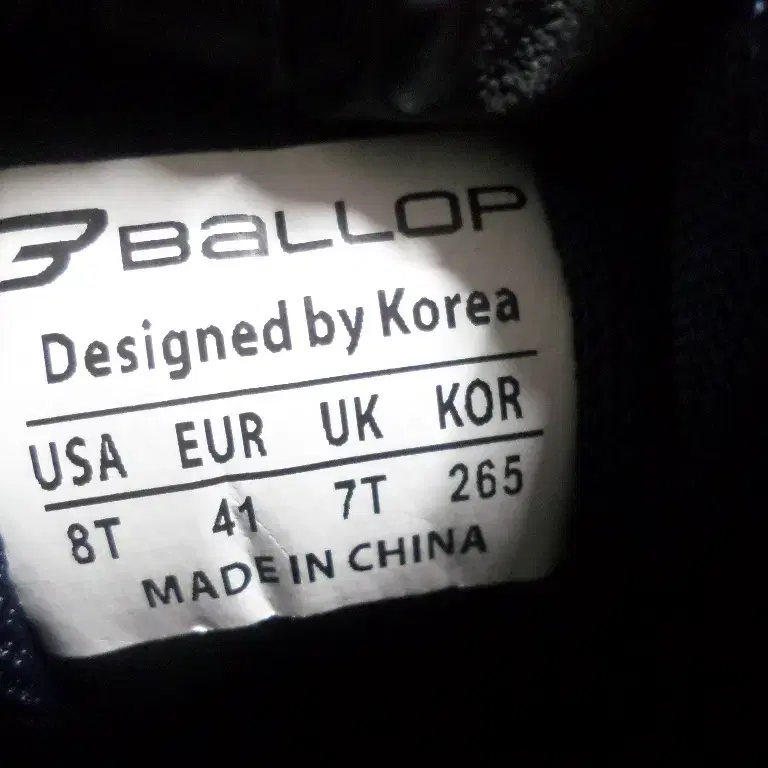 BALLOP
Designed by Korea
USA EUR UK KOR
8T 41 7T 265
MADE IN CHINA